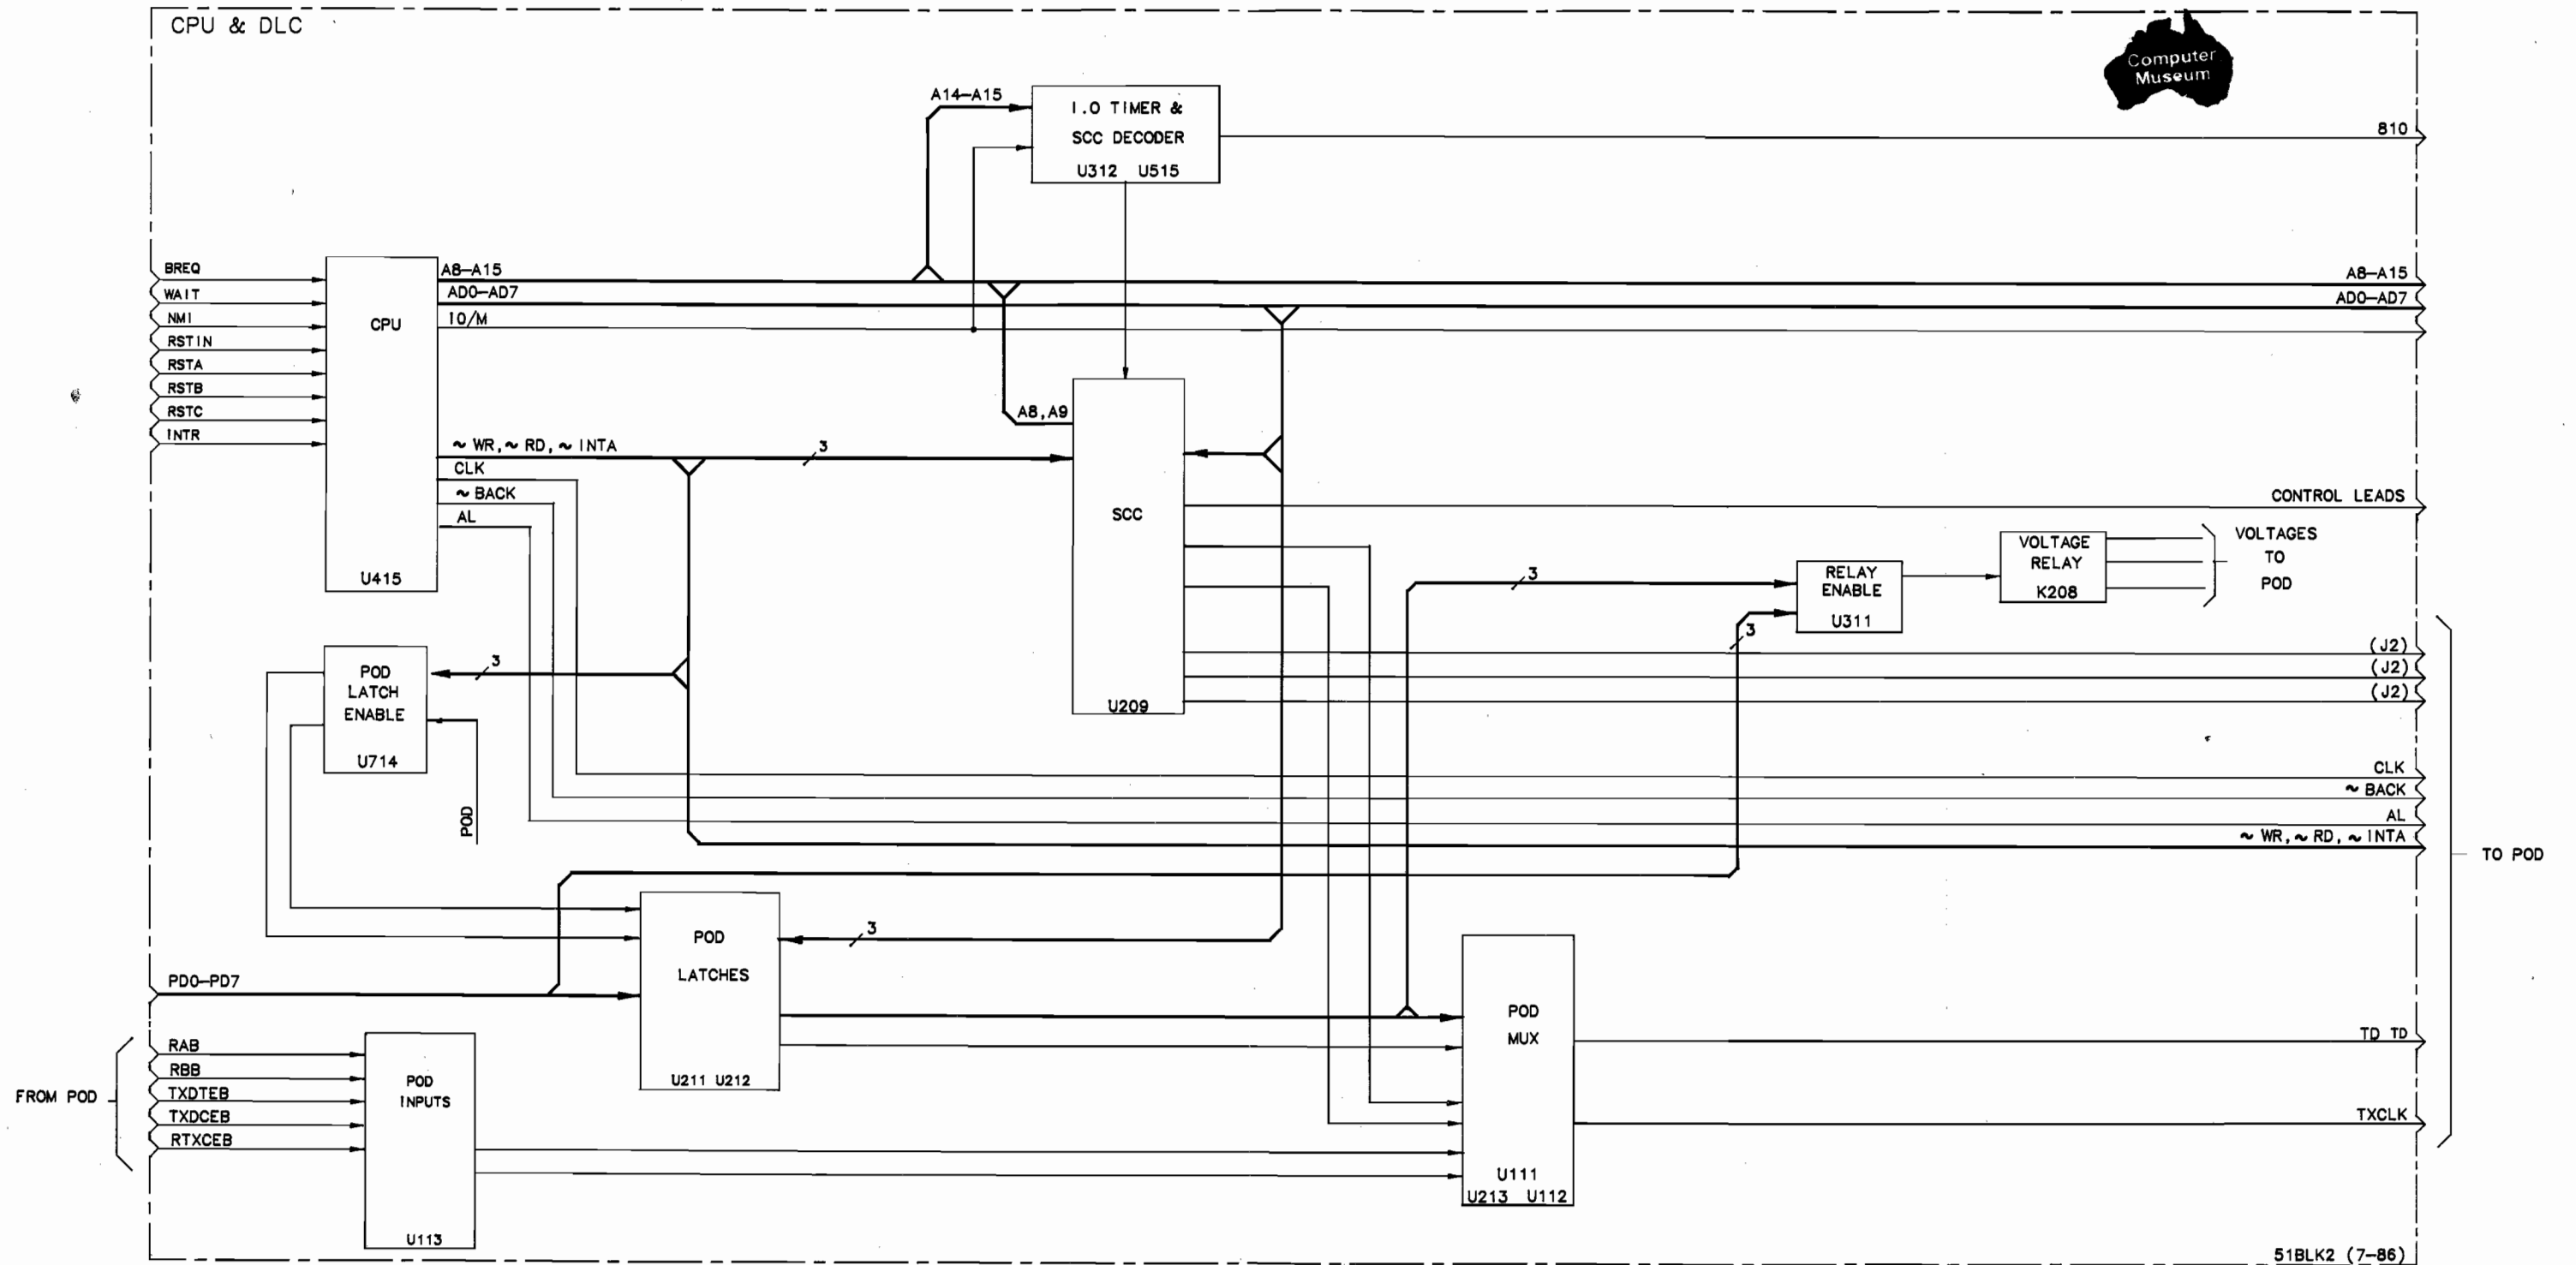 CPU & DLC
Computer
Museum
A14-A15
I.O TIMER &
SCC DECODER
U312 U515
810
BREQ
WAIT
NMI
RSTIN
RSTA
RSTB
RSTC
INTR
CPU
U415
A8-A15
AD0-AD7
IO/M
A8-A15
AD0-AD7
A8,A9
~ WR,~ RD,~ INTA
3
CLK
~ BACK
AL
SCC
U209
CONTROL LEADS
VOLTAGE
RELAY
K208
VOLTAGES
TO
POD
3
RELAY
ENABLE
U311
3
POD
LATCH
ENABLE
U714
3
POD
(J2)
(J2)
(J2)
CLK
~ BACK
AL
~ WR,~ RD,~ INTA
TO POD
POD
LATCHES
U211 U212
3
PD0-PD7
FROM POD
RAB
RBB
TXDTEB
TXDCEB
RTXCEB
POD
INPUTS
U113
POD
MUX
U111
U213 U112
TD TD
TXCLK
51BLK2 (7-86)